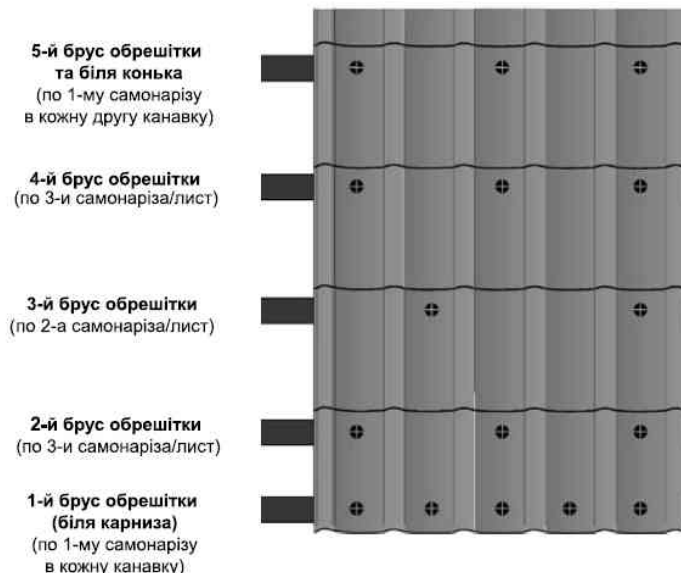 5-й брус обрешітки
та біля конька
(по 1-му самонарізу
в кожну другу канавку)
4-й брус обрешітки
(по 3-и самонаріза/лист)
3-й брус обрешітки
(по 2-а самонаріза/лист)
2-й брус обрешітки
(по 3-и самонаріза/лист)
1-й брус обрешітки
(біля карниза)
(по 1-му самонарізу
в кожну канавку)